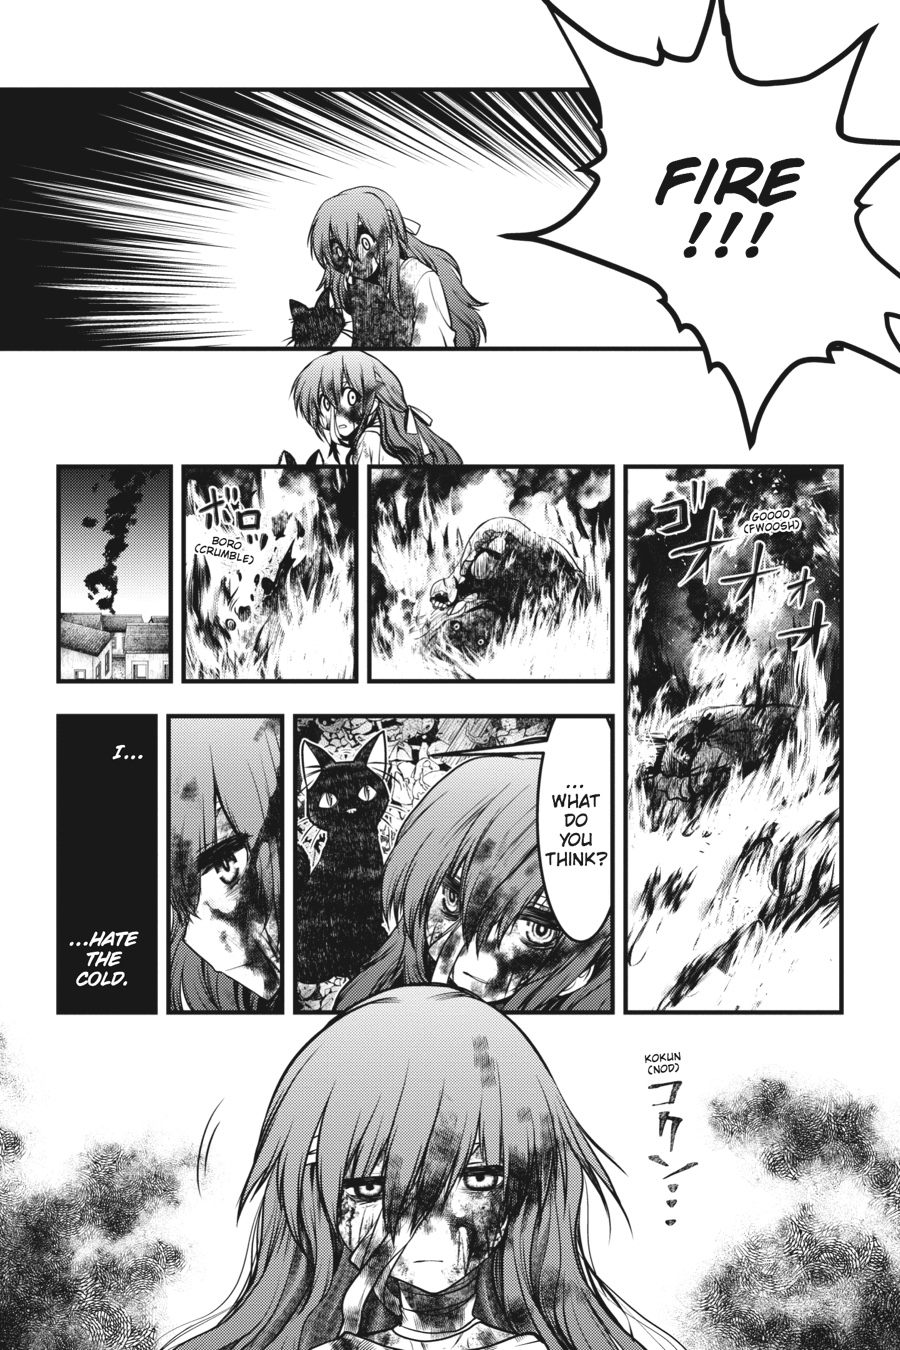 FIRE
!!!
ゴオオォオ
GOOOO
(FWOOSH)
ボロ
BORO
(CRUMBLE)
...
WHAT
DO
YOU
THINK?
I...
...HATE
THE
COLD.
KOKUN
(NOD)
コクン...